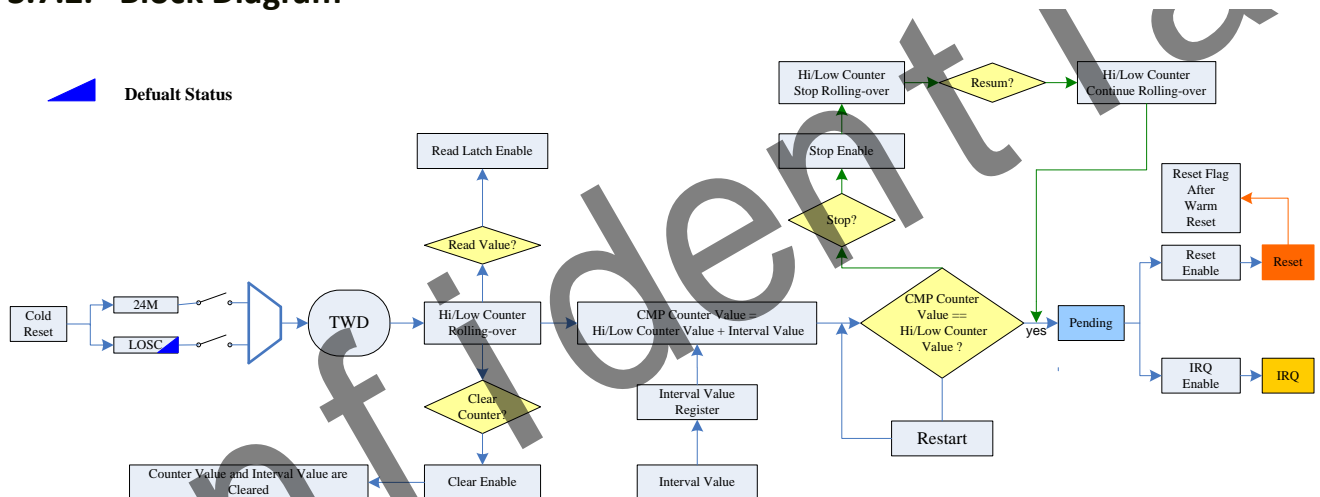 3.7.2. Block Diagram
Defualt Status
Cold
Reset
24M
LOSC
TWD
Read Latch Enable
Read Value?
Hi/Low Counter
Rolling-over
Clear
Counter?
Clear Enable
Counter Value and Interval Value are
Cleared
CMP Counter Value =
Hi/Low Counter Value + Interval Value
Interval Value
Register
Interval Value
Hi/Low Counter
Stop Rolling-over
Resum?
Hi/Low Counter
Continue Rolling-over
Stop Enable
Stop?
CMP Counter
Value ==
Hi/Low Counter
Value ?
yes
Restart
Pending
Reset Flag
After
Warm
Reset
Reset
Enable
Reset
IRQ
Enable
IRQ
nfidentia